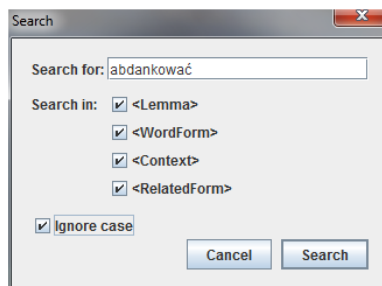 Search
Search for: abdankować
Search in: <Lemma>
<WordForm>
<Context>
<RelatedForm>
Ignore case
Cancel Search